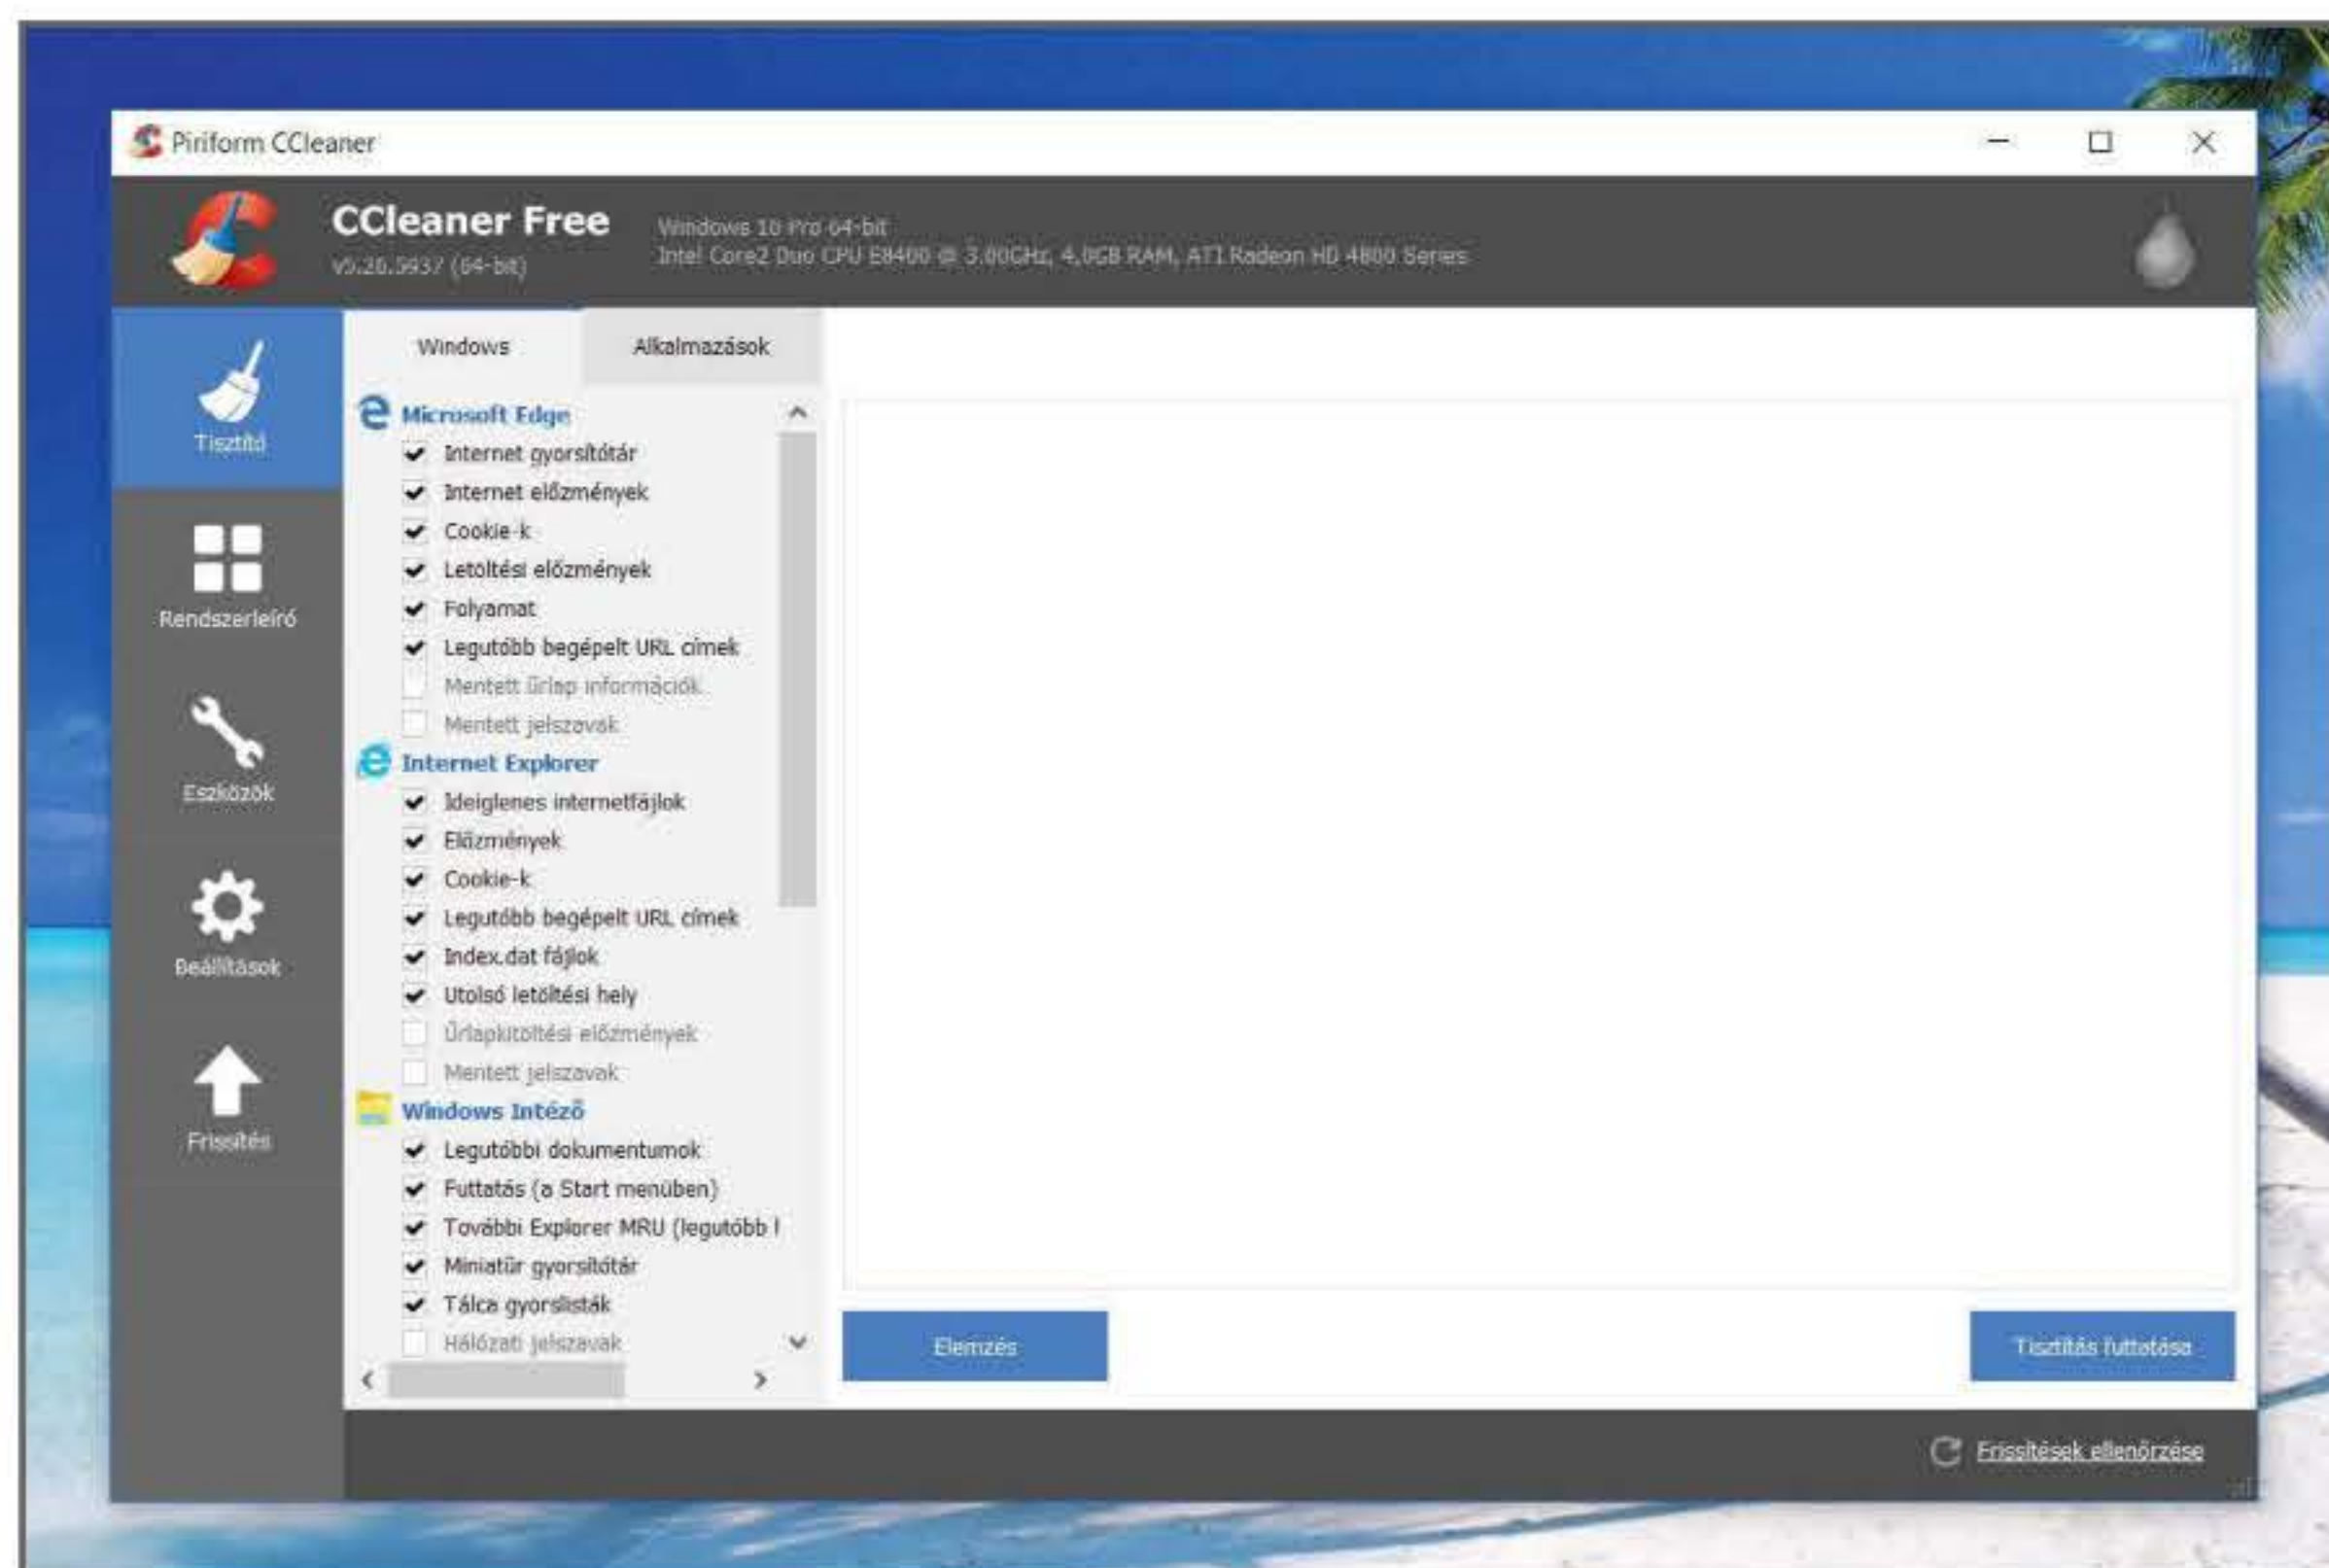 Piriform CCleaner
CCleaner Free
v5.26.5937 (64-bit)
Windows 10 Pro 64-bit
Intel Core2 Duo CPU E8400 @ 3.00GHz, 4,0GB RAM, ATI Radeon HD 4800 Series
Tisztító
Rendszerleíró
Eszközök
Beállítások
Frissítés
Windows
Alkalmazások
Microsoft Edge
Internet gyorsítótár
Internet előzmények
Cookie-k
Letöltési előzmények
Folyamat
Legutóbb begépelt URL címek
Mentett űrlap információk
Mentett jelszavak
Internet Explorer
Ideiglenes internetfájlok
Előzmények
Cookie-k
Legutóbb begépelt URL címek
Index.dat fájlok
Utolsó letöltési hely
Űrlapkitöltési előzmények
Mentett jelszavak
Windows Intéző
Legutóbbi dokumentumok
Futtatás (a Start menüben)
További Explorer MRU (legutóbb
Miniatűr gyorsítótár
Tálca gyorslisták
Hálózati jelszavak
Elemzés
Tisztítás futtatása
Frissítések ellenőrzése